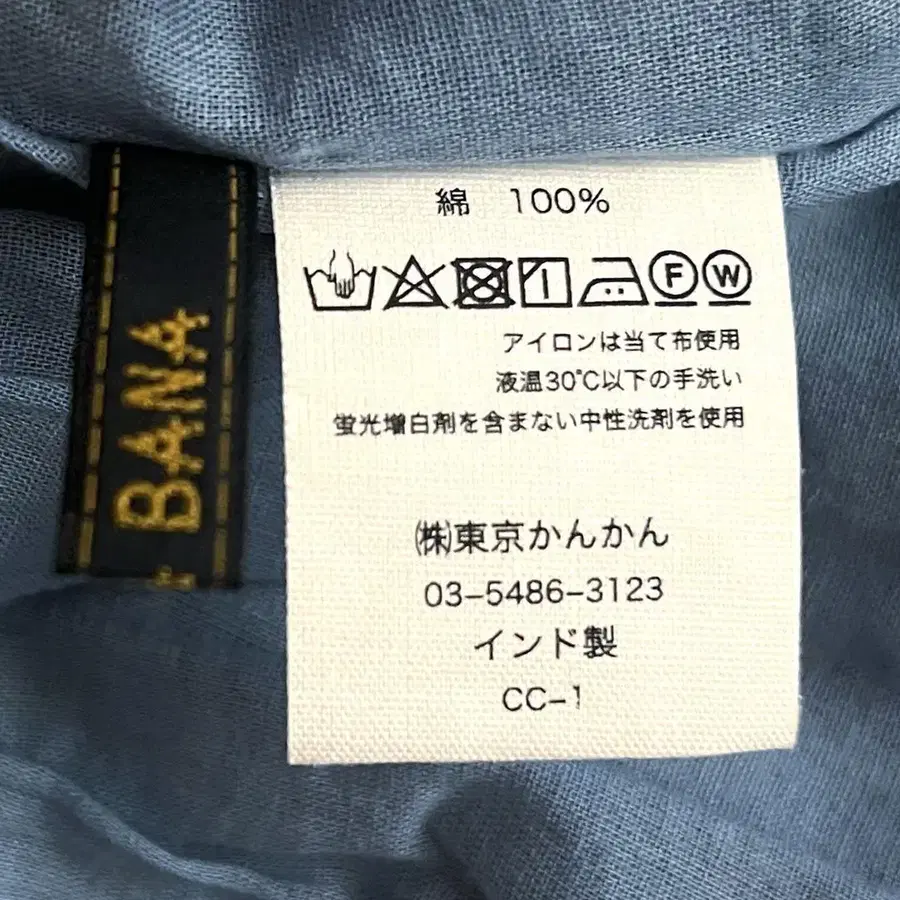 BANA
綿 100%
F W
アイロンは当て布使用
液温30℃以下の手洗い
蛍光増白剤を含まない中性洗剤を使用
㈱東京かんかん
03-5486-3123
インド製
CC-1